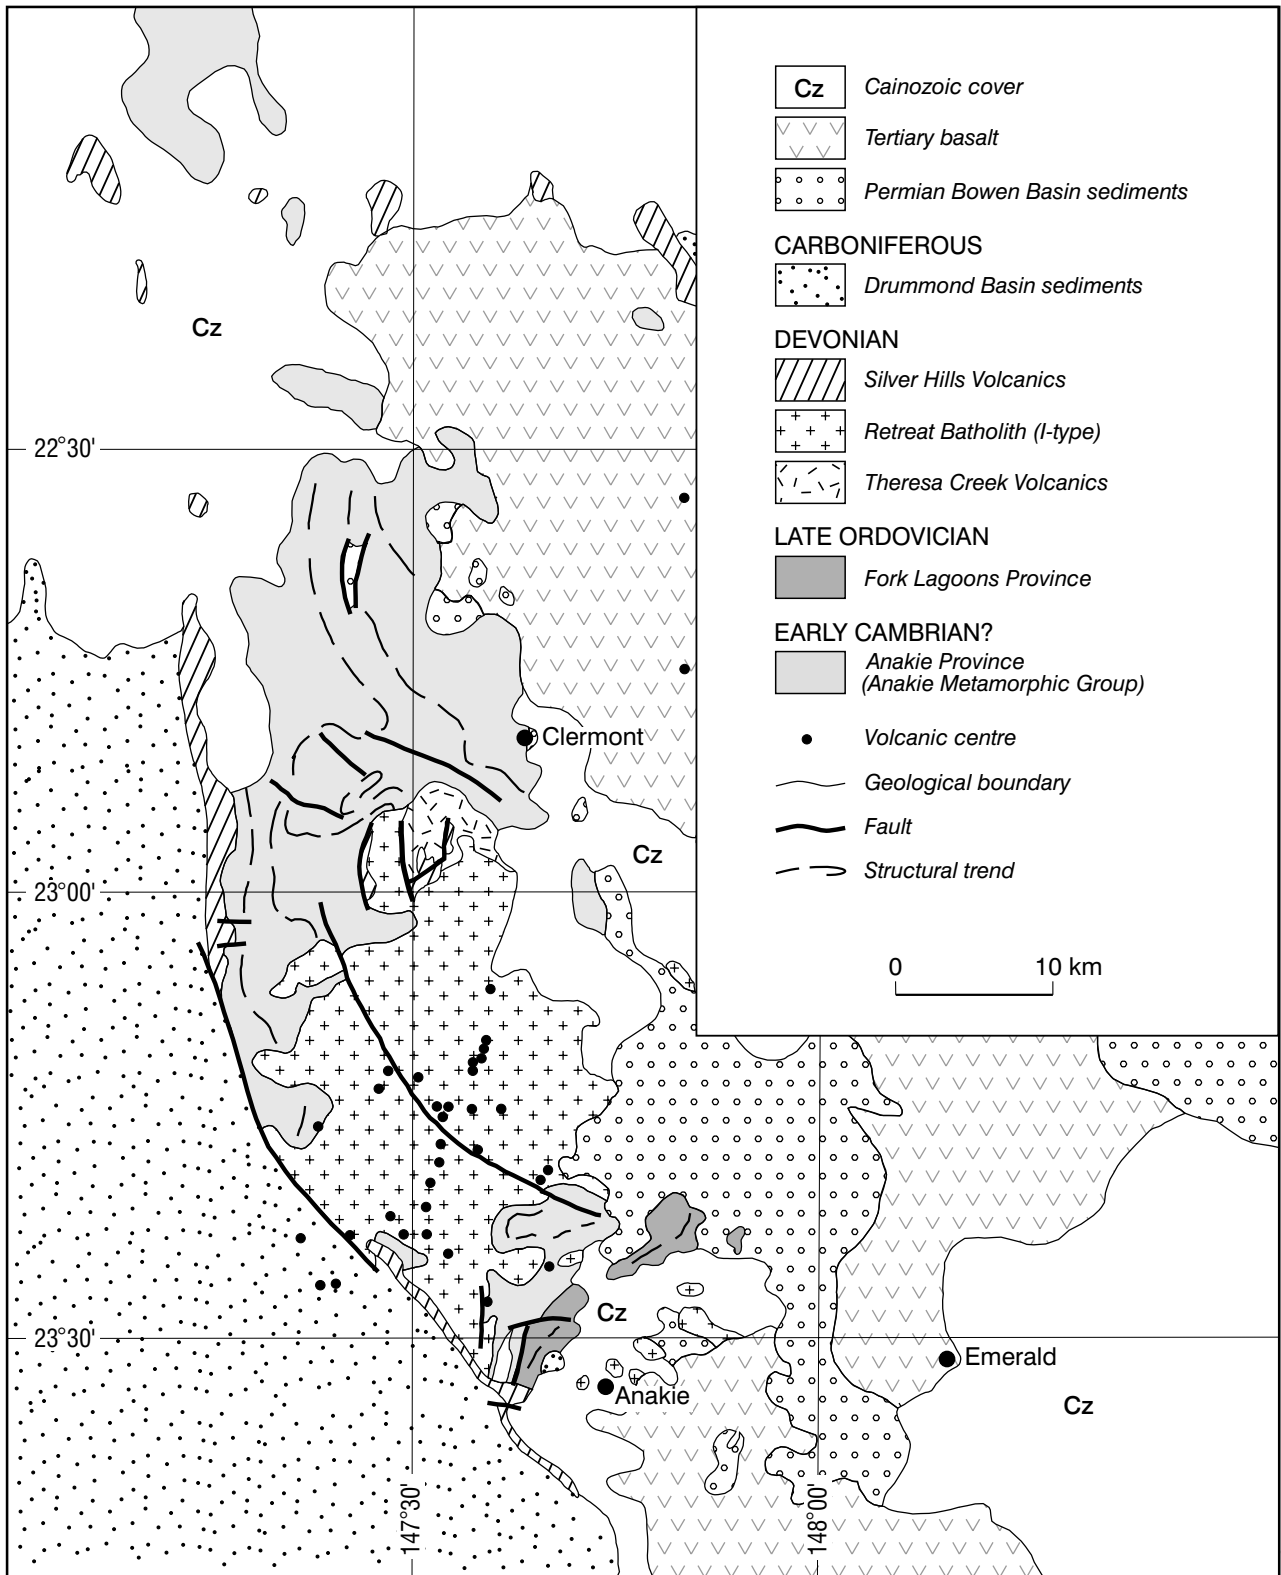 Cz
Cainozoic cover
Tertiary basalt
Permian Bowen Basin sediments
CARBONIFEROUS
Drummond Basin sediments
DEVONIAN
Silver Hills Volcanics
Retreat Batholith (I-type)
Theresa Creek Volcanics
LATE ORDOVICIAN
Fork Lagoons Province
EARLY CAMBRIAN?
Anakie Province
(Anakie Metamorphic Group)
Volcanic centre
Geological boundary
Fault
Structural trend
0 10 km
Cz
22°30'
Clermont
Cz
23°00'
Cz
23°30'
Emerald
Anakie
Cz
147°30'
148°00'